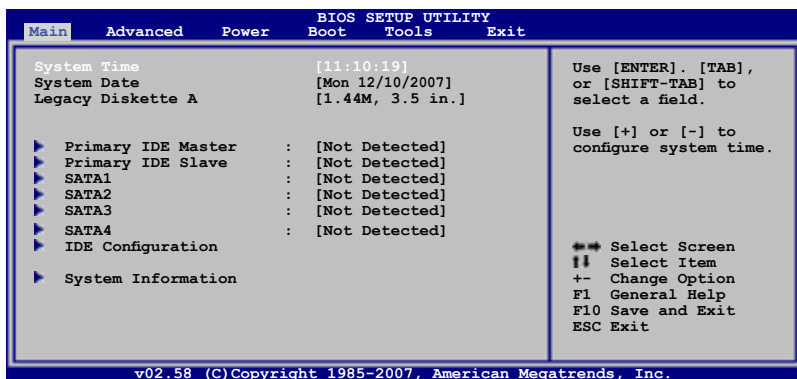 BIOS SETUP UTILITY
Main Advanced Power Boot Tools Exit
System Time [11:10:19]
System Date [Mon 12/10/2007]
Legacy Diskette A [1.44M, 3.5 in.]
Primary IDE Master : [Not Detected]
Primary IDE Slave : [Not Detected]
SATA1 : [Not Detected]
SATA2 : [Not Detected]
SATA3 : [Not Detected]
SATA4 : [Not Detected]
IDE Configuration
System Information
Use [ENTER]. [TAB],
or [SHIFT-TAB] to
select a field.
Use [+] or [-] to
configure system time.
Select Screen
Select Item
+- Change Option
F1 General Help
F10 Save and Exit
ESC Exit
v02.58 (C)Copyright 1985-2007, American Megatrends, Inc.